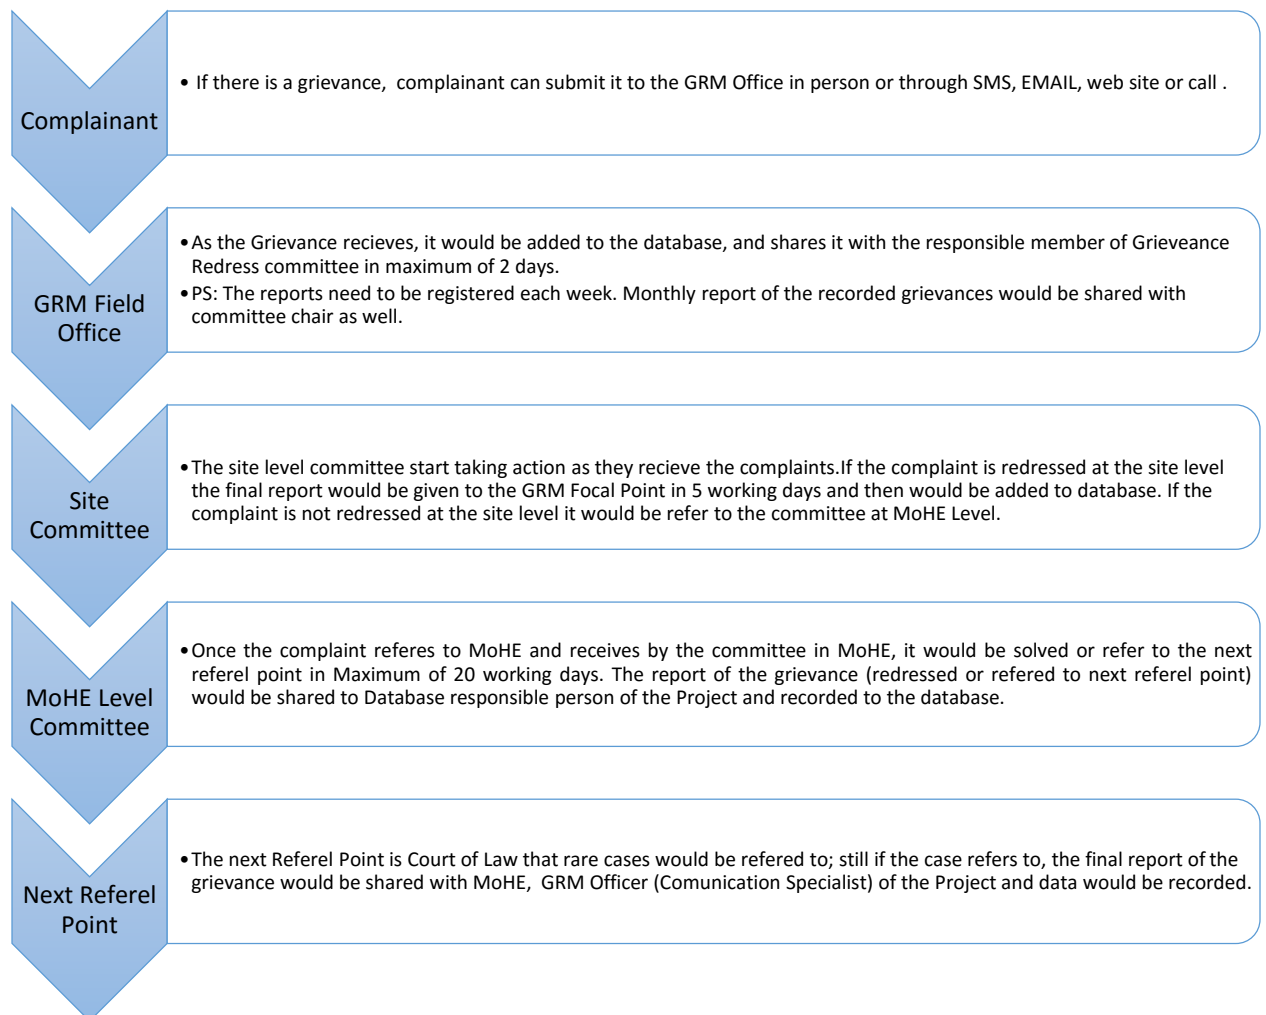 Complainant
• If there is a grievance,  complainant can submit it to the GRM Office in person or through SMS, EMAIL, web site or call .
GRM Field
Office
•As the Grievance recieves, it would be added to the database, and shares it with the responsible member of Grieveance
Redress committee in maximum of 2 days.
•PS: The reports need to be registered each week. Monthly report of the recorded grievances would be shared with
committee chair as well.
Site
Committee
•The site level committee start taking action as they recieve the complaints.If the complaint is redressed at the site level
the final report would be given to the GRM Focal Point in 5 working days and then would be added to database. If the
complaint is not redressed at the site level it would be refer to the committee at MoHE Level.
MoHE Level
Committee
•Once the complaint referes to MoHE and receives by the committee in MoHE, it would be solved or refer to the next
referel point in Maximum of 20 working days. The report of the grievance (redressed or refered to next referel point)
would be shared to Database responsible person of the Project and recorded to the database.
Next Referel
Point
•The next Referel Point is Court of Law that rare cases would be refered to; still if the case refers to, the final report of the
grievance would be shared with MoHE,  GRM Officer (Comunication Specialist) of the Project and data would be recorded.